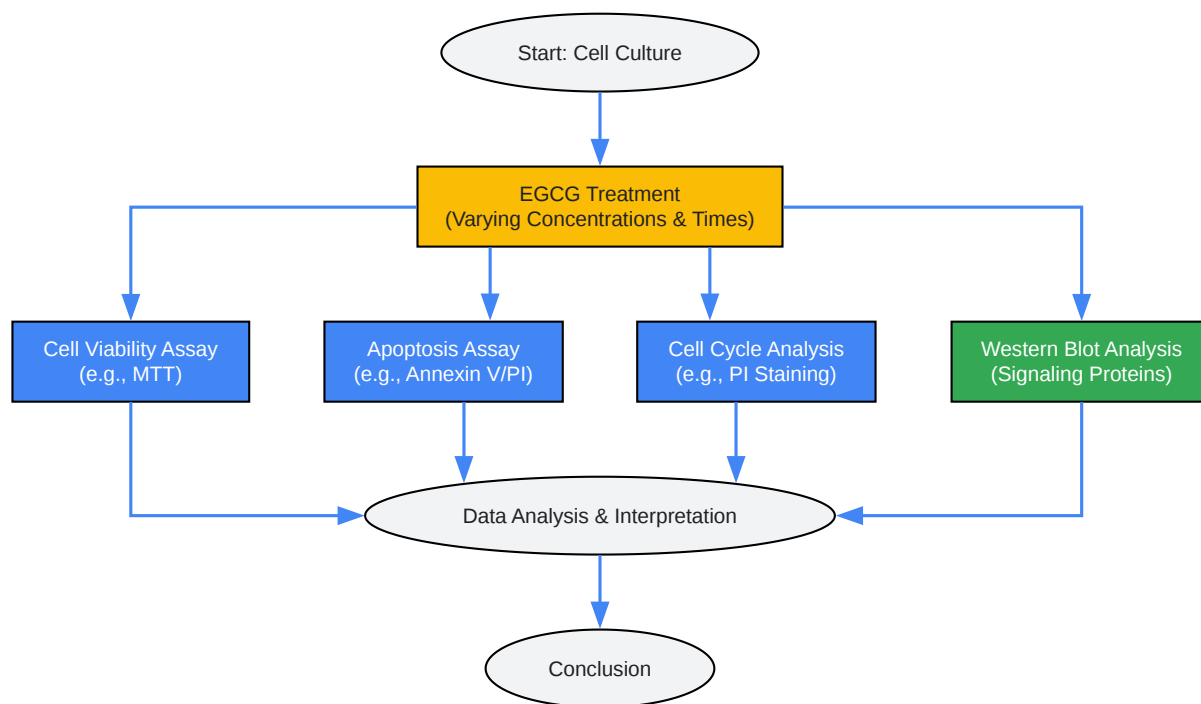 Start: Cell Culture
EGCG Treatment
(Varying Concentrations & Times)
Cell Viability Assay
(e.g., MTT)
Apoptosis Assay
(e.g., Annexin V/PI)
Cell Cycle Analysis
(e.g., PI Staining)
Western Blot Analysis
(Signaling Proteins)
Data Analysis & Interpretation
Conclusion